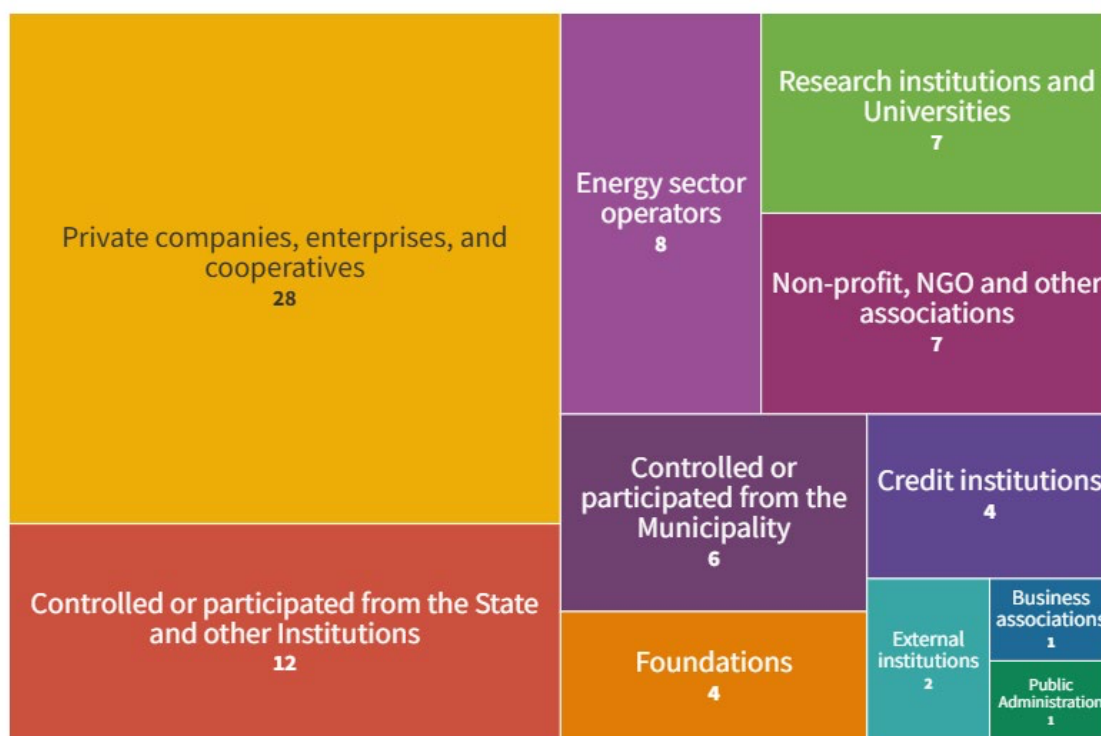 Private companies, enterprises, and
cooperatives
28
Controlled or participated from the State
and other Institutions
12
Energy sector
operators
8
Research institutions and
Universities
7
Non-profit, NGO and other
associations
7
Controlled or
participated from the
Municipality
6
Foundations
4
Credit institutions
4
External
institutions
2
Business
associations
1
Public
Administration
1